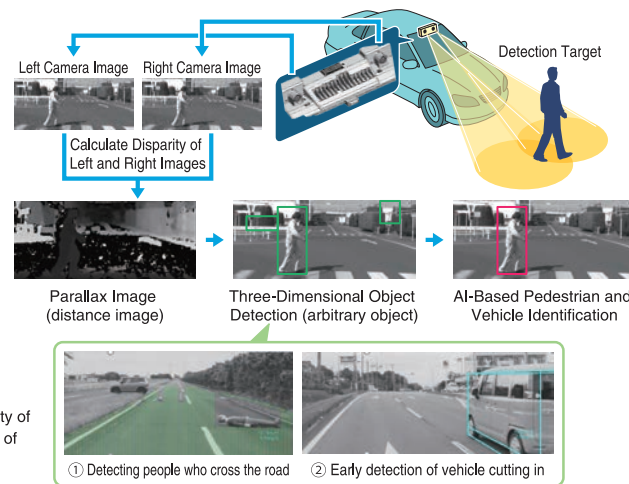 Left Camera Image
Right Camera Image
Detection Target
Calculate Disparity of
Left and Right Images
Parallax Image
(distance image)
Three-Dimensional Object
Detection (arbitrary object)
AI-Based Pedestrian and
Vehicle Identification
ty of
of
① Detecting people who cross the road
② Early detection of vehicle cutting in